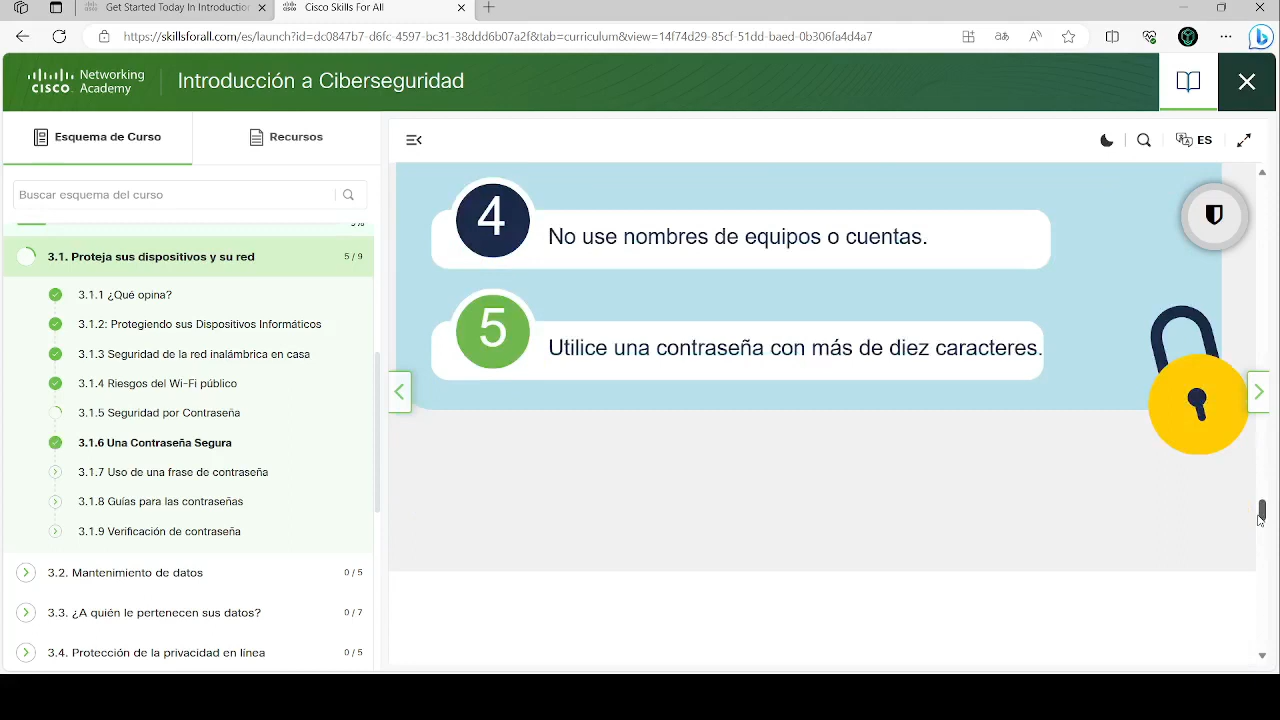 Get Started Today In Introduction
Cisco Skills For All
https://skillsforall.com/es/launch?id=dc0847b7-d6fc-4597-bc31-38ddd6b07a2f&tab=curriculum&view=14f74d29-85cf-51dd-baed-0b306fa4d4a7
Networking
CISCO Academy
Introducción a Ciberseguridad
Esquema de Curso
Recursos
ES
Buscar esquema del curso
3.1. Proteja sus dispositivos y su red 5 / 9
3.1.1 ¿Qué opina?
3.1.2: Protegiendo sus Dispositivos Informáticos
3.1.3 Seguridad de la red inalámbrica en casa
3.1.4 Riesgos del Wi-Fi público
3.1.5 Seguridad por Contraseña
3.1.6 Una Contraseña Segura
3.1.7 Uso de una frase de contraseña
3.1.8 Guías para las contraseñas
3.1.9 Verificación de contraseña
3.2. Mantenimiento de datos 0 / 5
3.3. ¿A quién le pertenecen sus datos? 0 / 7
3.4. Protección de la privacidad en línea 0 / 5
4 No use nombres de equipos o cuentas.
5 Utilice una contraseña con más de diez caracteres.